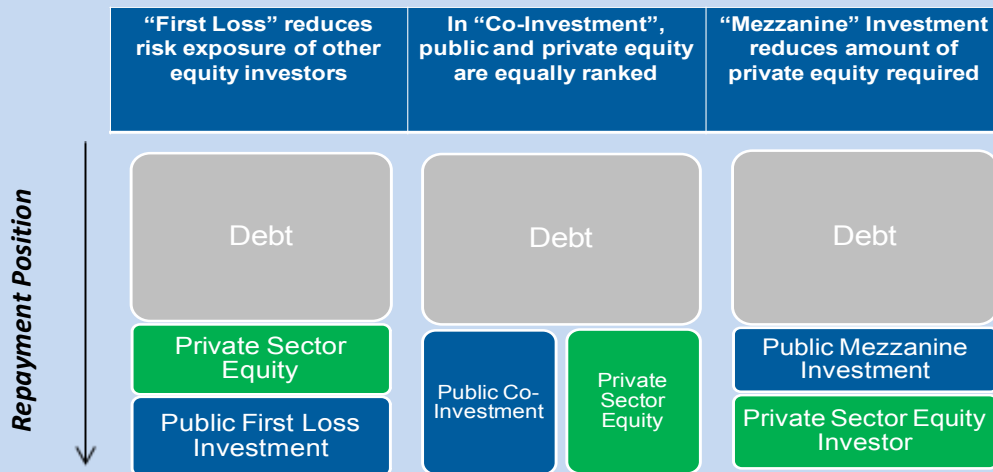 “First Loss” reduces
risk exposure of other
equity investors
In “Co-Investment”,
public and private equity
are equally ranked
“Mezzanine” Investment
reduces amount of
private equity required
Repayment Position
Debt
Private Sector
Equity
Public First Loss
Investment
Debt
Public Co-
Investment
Private
Sector
Equity
Debt
Public Mezzanine
Investment
Private Sector Equity
Investor